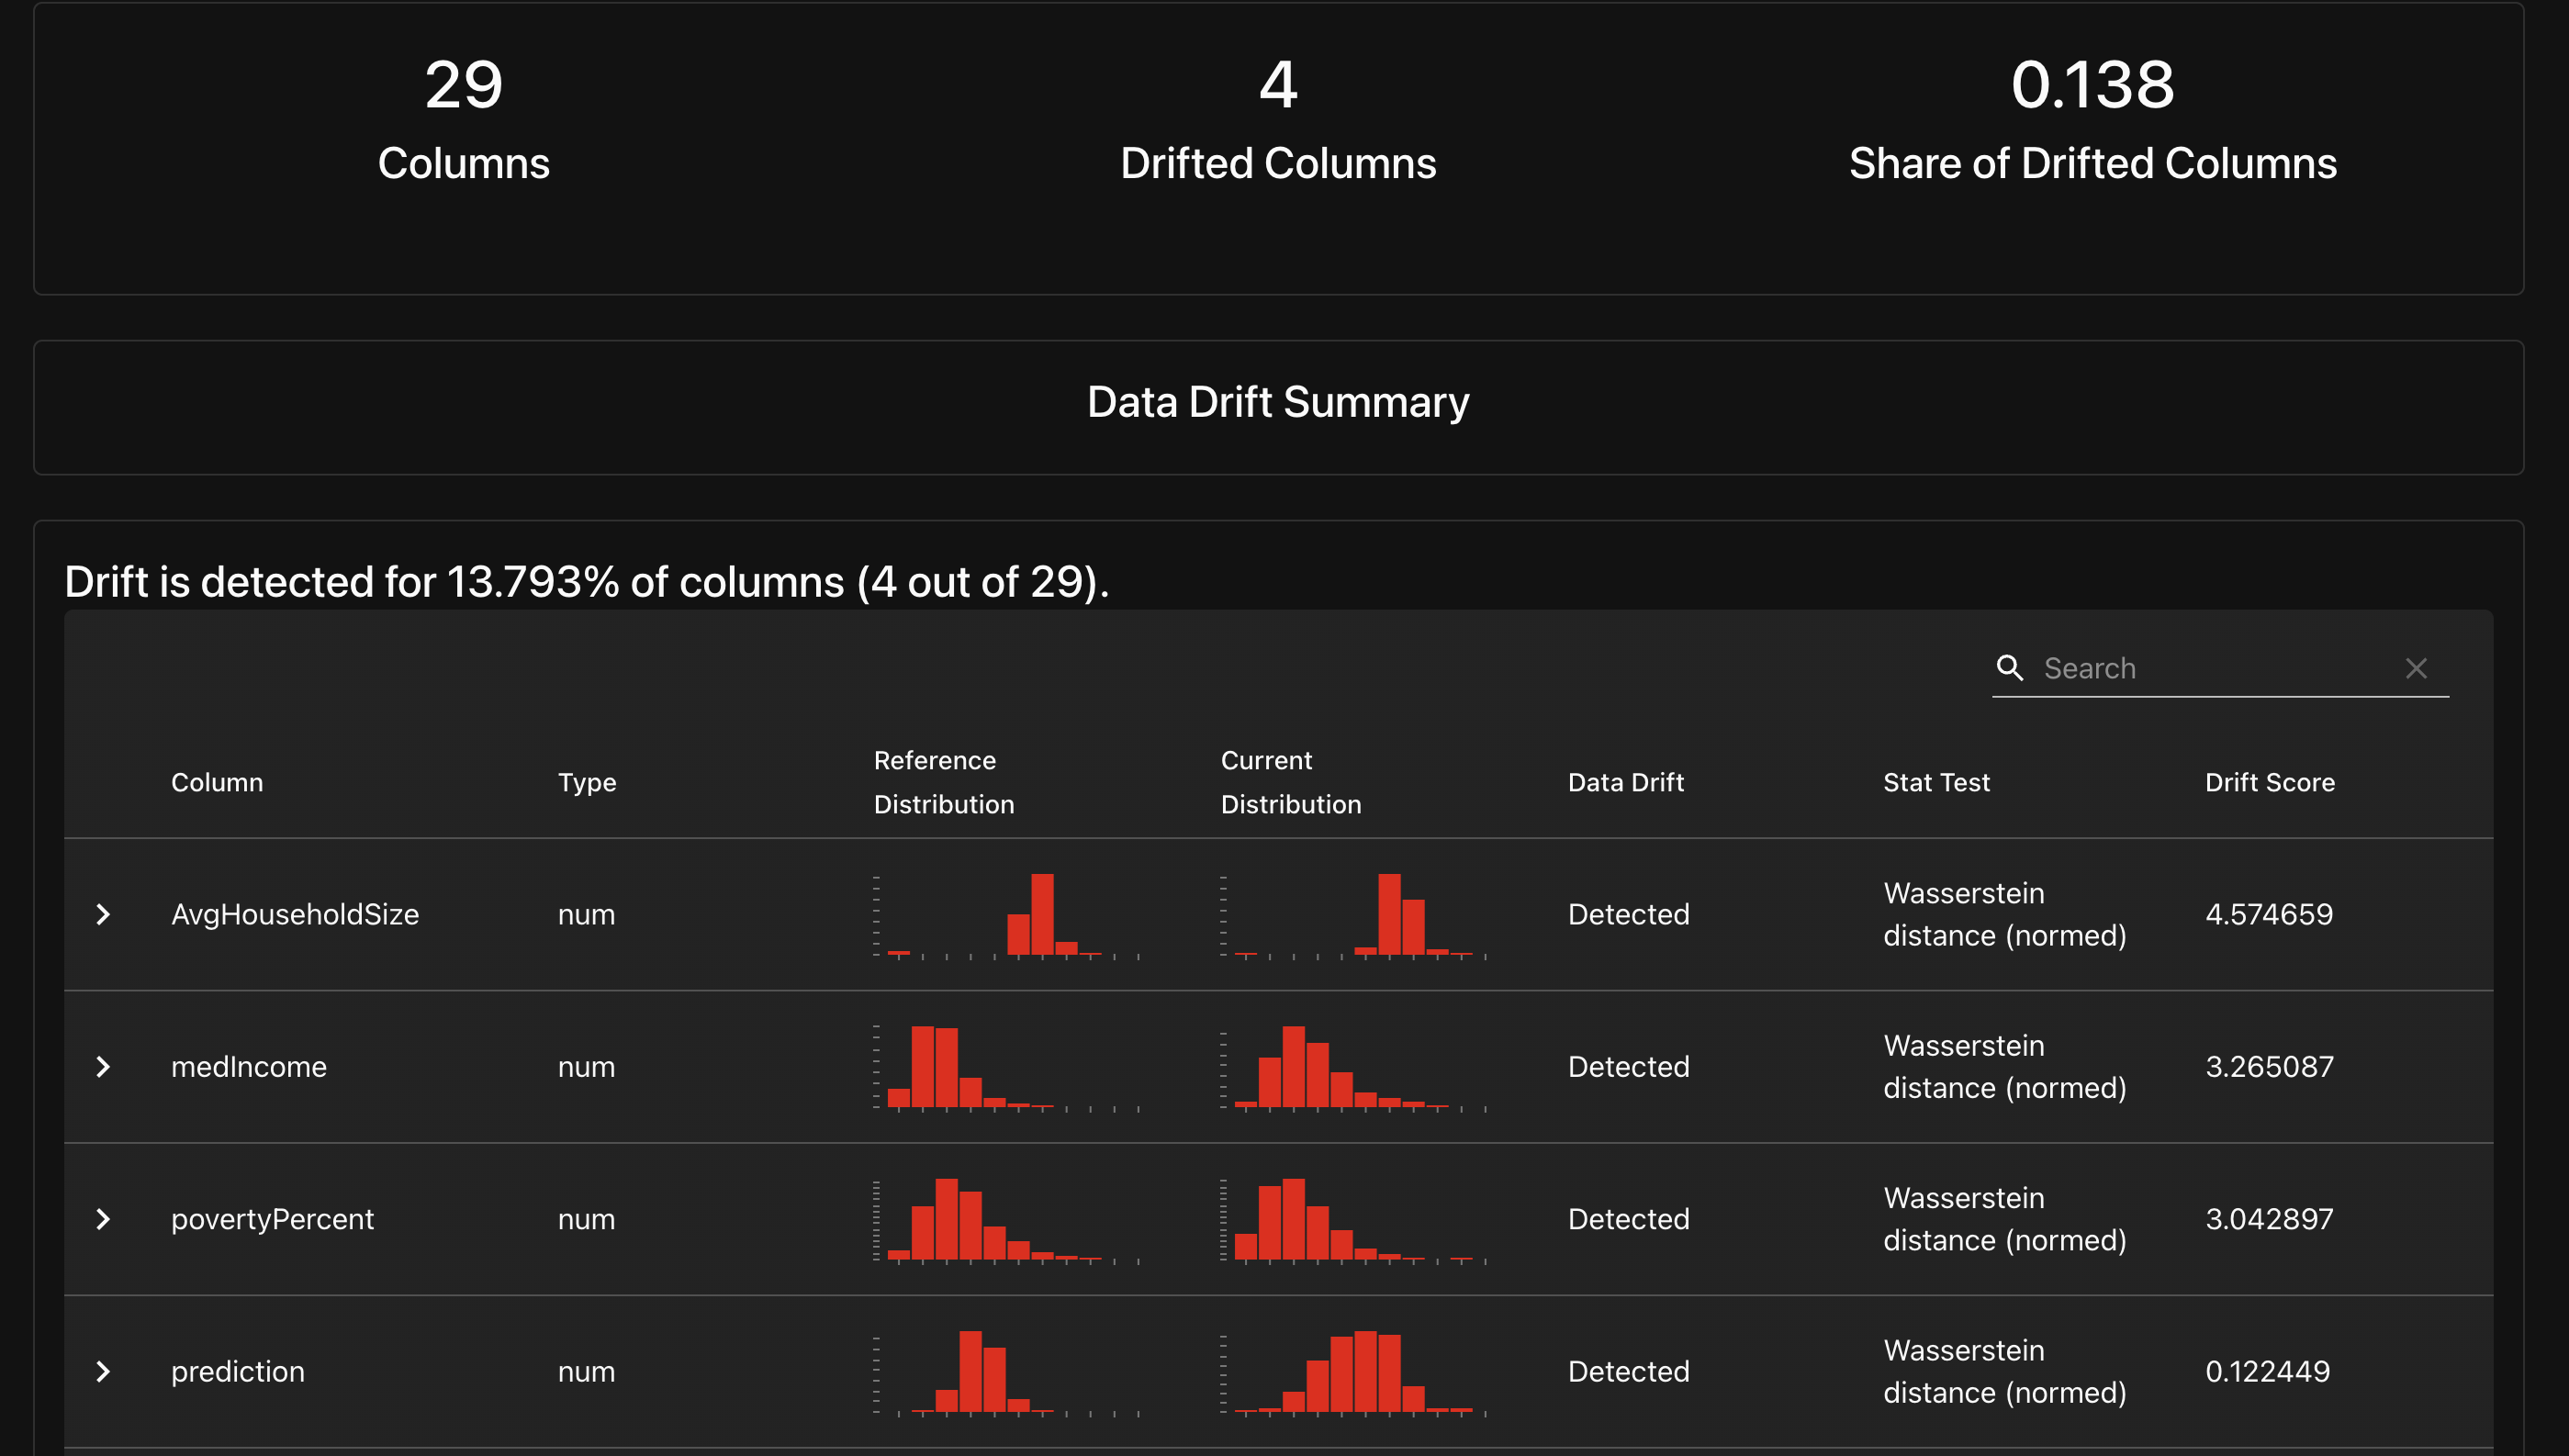 29
Columns
4
Drifted Columns
0.138
Share of Drifted Columns
Data Drift Summary
Drift is detected for 13.793% of columns (4 out of 29).
Search
Column
Type
Reference
Distribution
Current
Distribution
Data Drift
Stat Test
Drift Score
AvgHouseholdSize
num
Detected
Wasserstein
distance (normed)
4.574659
medIncome
num
Detected
Wasserstein
distance (normed)
3.265087
povertyPercent
num
Detected
Wasserstein
distance (normed)
3.042897
prediction
num
Detected
Wasserstein
distance (normed)
0.122449